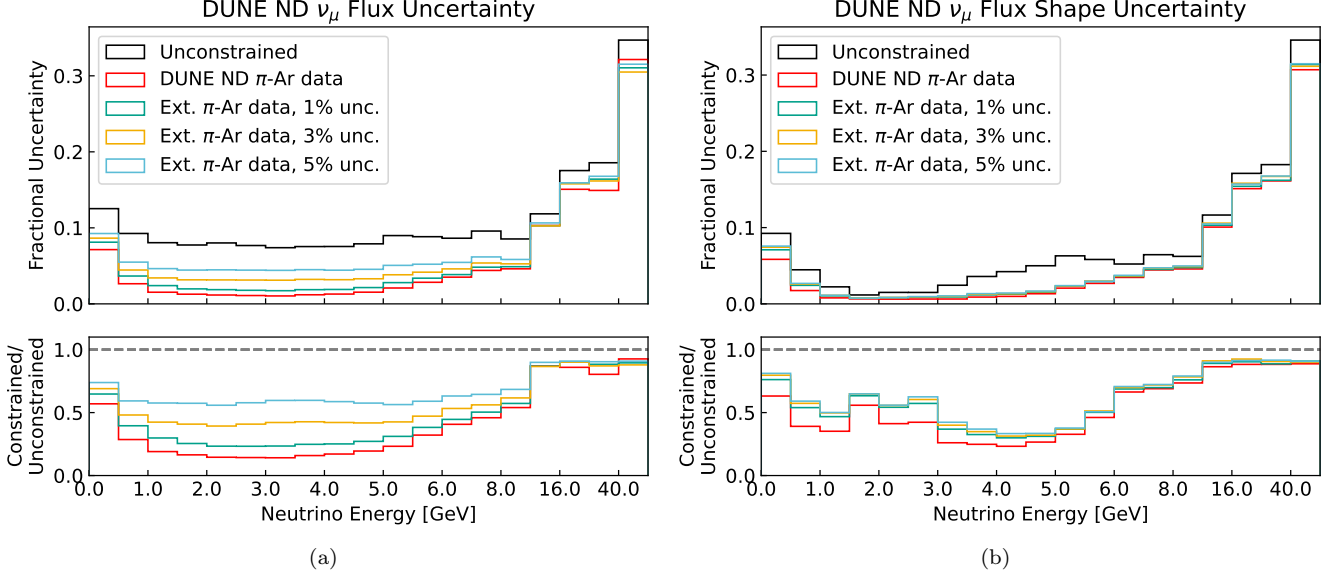 DUNE ND νμ Flux Uncertainty
Fractional Uncertainty
0.3
0.2
0.1
0.0
Unconstrained
DUNE ND π-Ar data
Ext. π-Ar data, 1% unc.
Ext. π-Ar data, 3% unc.
Ext. π-Ar data, 5% unc.
Constrained/
Unconstrained
1.0
0.5
0.0
0.0 1.0 2.0 3.0 4.0 5.0 6.0 8.0 16.0 40.0
Neutrino Energy [GeV]
(a)
DUNE ND νμ Flux Shape Uncertainty
Fractional Uncertainty
0.3
0.2
0.1
0.0
Unconstrained
DUNE ND π-Ar data
Ext. π-Ar data, 1% unc.
Ext. π-Ar data, 3% unc.
Ext. π-Ar data, 5% unc.
Constrained/
Unconstrained
1.0
0.5
0.0
0.0 1.0 2.0 3.0 4.0 5.0 6.0 8.0 16.0 40.0
Neutrino Energy [GeV]
(b)